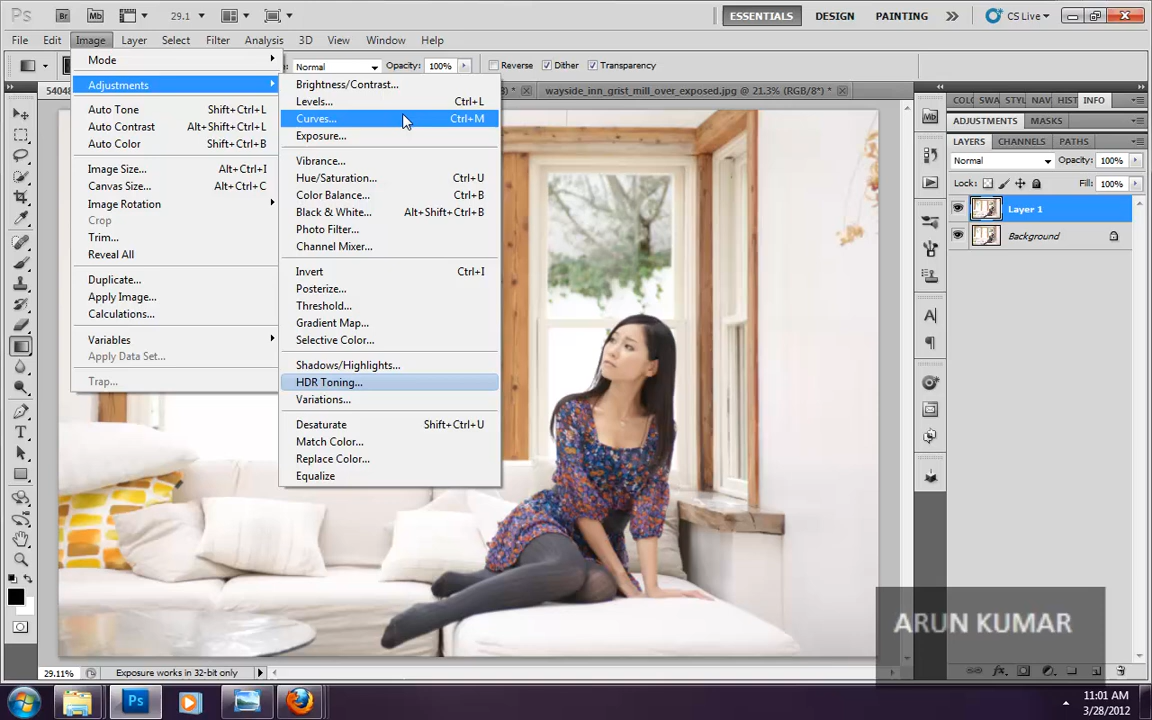 Ps Br Mb 29.1 ESSENTIALS DESIGN PAINTING CS Live
File Edit Image Layer Select Filter Analysis 3D View Window Help
Normal Opacity: 100% Reverse Dither Transparency
wayside_inn_grist_mill_over_exposed.jpg @ 21.3% (RGB/8*) *
Mode
Adjustments
Auto Tone Shift+Ctrl+L
Auto Contrast Alt+Shift+Ctrl+L
Auto Color Shift+Ctrl+B
Image Size... Alt+Ctrl+I
Canvas Size... Alt+Ctrl+C
Image Rotation
Crop
Trim...
Reveal All
Duplicate...
Apply Image...
Calculations...
Variables
Apply Data Set...
Trap...
Brightness/Contrast...
Levels... Ctrl+L
Curves... Ctrl+M
Exposure...
Vibrance...
Hue/Saturation... Ctrl+U
Color Balance... Ctrl+B
Black & White... Alt+Shift+Ctrl+B
Photo Filter...
Channel Mixer...
Invert Ctrl+I
Posterize...
Threshold...
Gradient Map...
Selective Color...
Shadows/Highlights...
HDR Toning...
Variations...
Desaturate Shift+Ctrl+U
Match Color...
Replace Color...
Equalize
COL SWA STYL NAV HIST INFO
ADJUSTMENTS MASKS
LAYERS CHANNELS PATHS
Normal Opacity: 100%
Lock: Fill: 100%
Layer 1
Background
ARUN KUMAR
29.11% Exposure works in 32-bit only
Ps
11:01 AM
3/28/2012